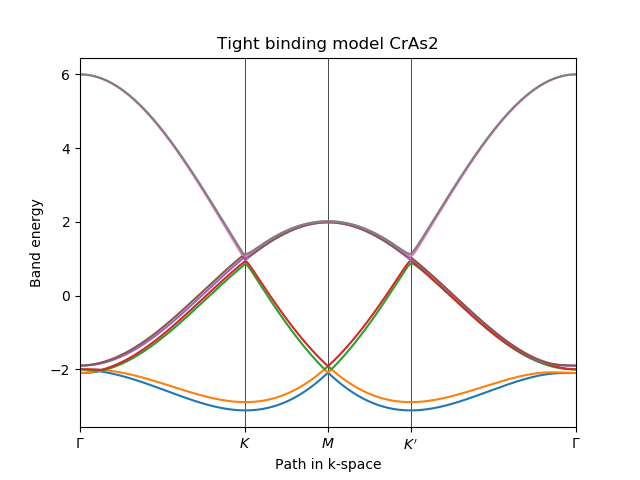 Tight binding model CrAs2
Band energy
6
4
2
0
−2
Γ K M K′ Γ
Path in k-space